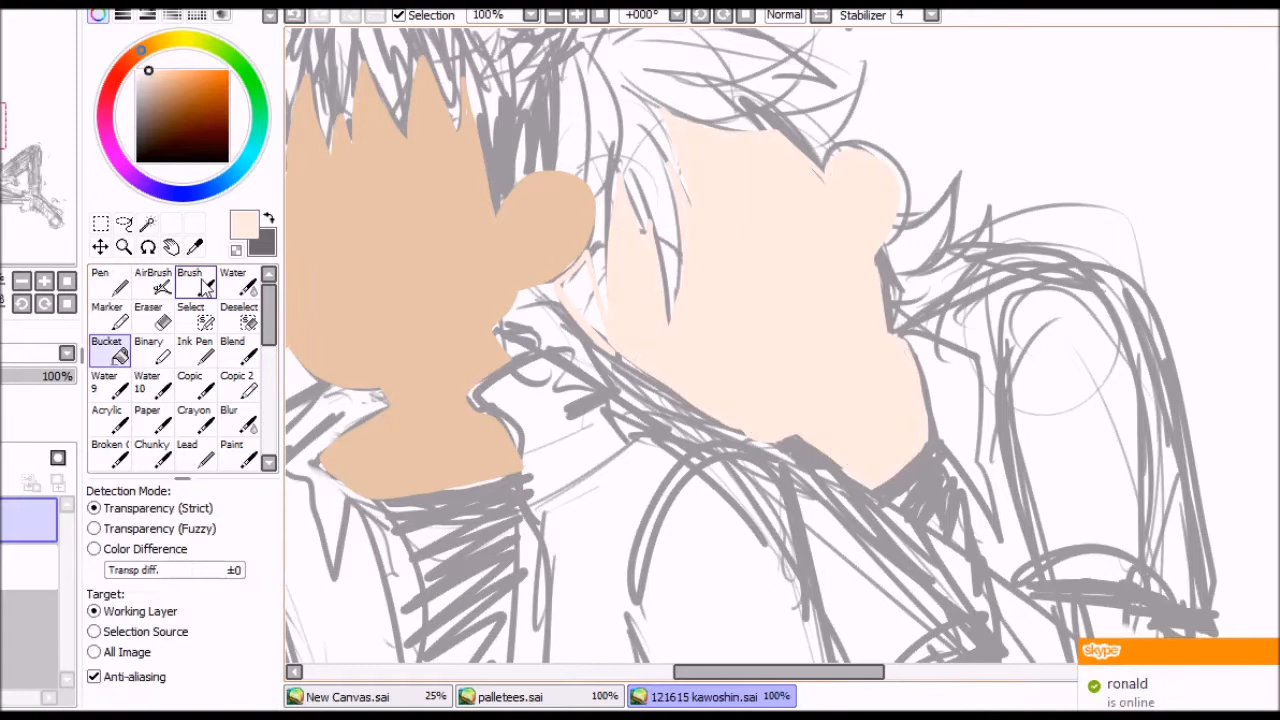 Selection 100% +000° Normal Stabilizer 4
Pen AirBrush Brush Water
Marker Eraser Select Deselect
Bucket Binary Ink Pen Blend
Water 9 Water 10 Copic Copic 2
Acrylic Paper Crayon Blur
Broken ( Chunky Lead Paint
100%
Detection Mode:
Transparency (Strict)
Transparency (Fuzzy)
Color Difference
Transp diff. ±0
Target:
Working Layer
Selection Source
All Image
Anti-aliasing
New Canvas.sai 25% palletees.sai 100% 121615 kawoshin.sai 100%
skype
ronald
is online